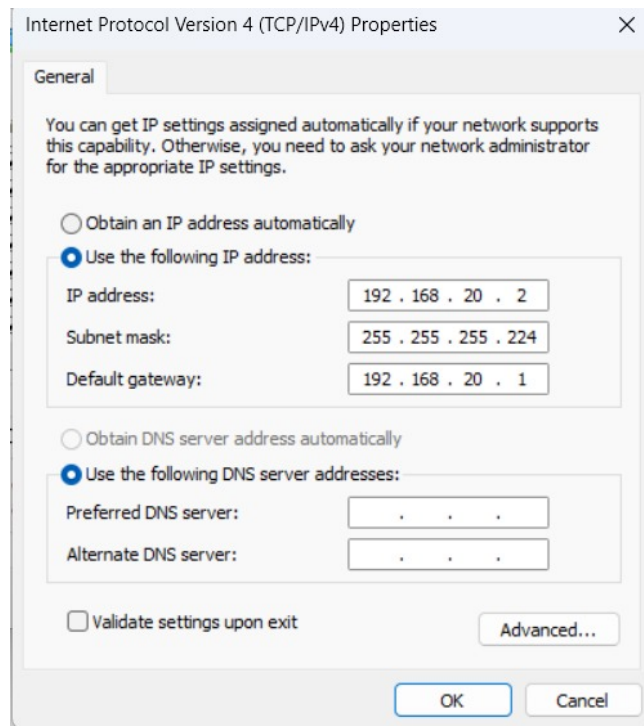 Internet Protocol Version 4 (TCP/IPv4) Properties
General
You can get IP settings assigned automatically if your network supports
this capability. Otherwise, you need to ask your network administrator
for the appropriate IP settings.
Obtain an IP address automatically
Use the following IP address:
IP address: 192 . 168 . 20 . 2
Subnet mask: 255 . 255 . 255 . 224
Default gateway: 192 . 168 . 20 . 1
Obtain DNS server address automatically
Use the following DNS server addresses:
Preferred DNS server: . . .
Alternate DNS server: . . .
Validate settings upon exit
Advanced...
OK Cancel